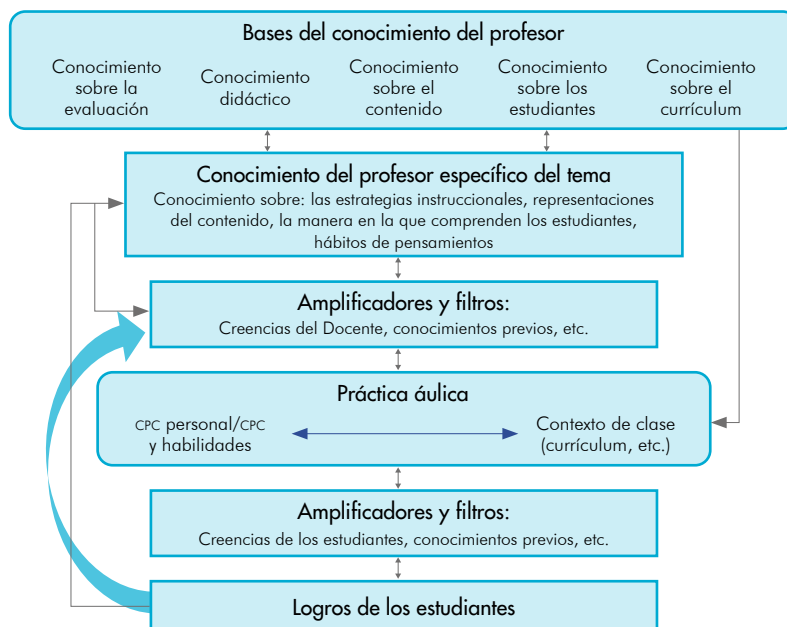 Bases del conocimiento del profesor
Conocimiento
sobre la
evaluación
Conocimiento
didáctico
Conocimiento
sobre el
contenido
Conocimiento
sobre los
estudiantes
Conocimiento
sobre el
currículum
Conocimiento del profesor específico del tema
Conocimiento sobre: las estrategias instruccionales, representaciones
del contenido, la manera en la que comprenden los estudiantes,
hábitos de pensamientos
Amplificadores y filtros:
Creencias del Docente, conocimientos previos, etc.
Práctica áulica
CPC personal/CPC
y habilidades
Contexto de clase
(currículum, etc.)
Amplificadores y filtros:
Creencias de los estudiantes, conocimientos previos, etc.
Logros de los estudiantes